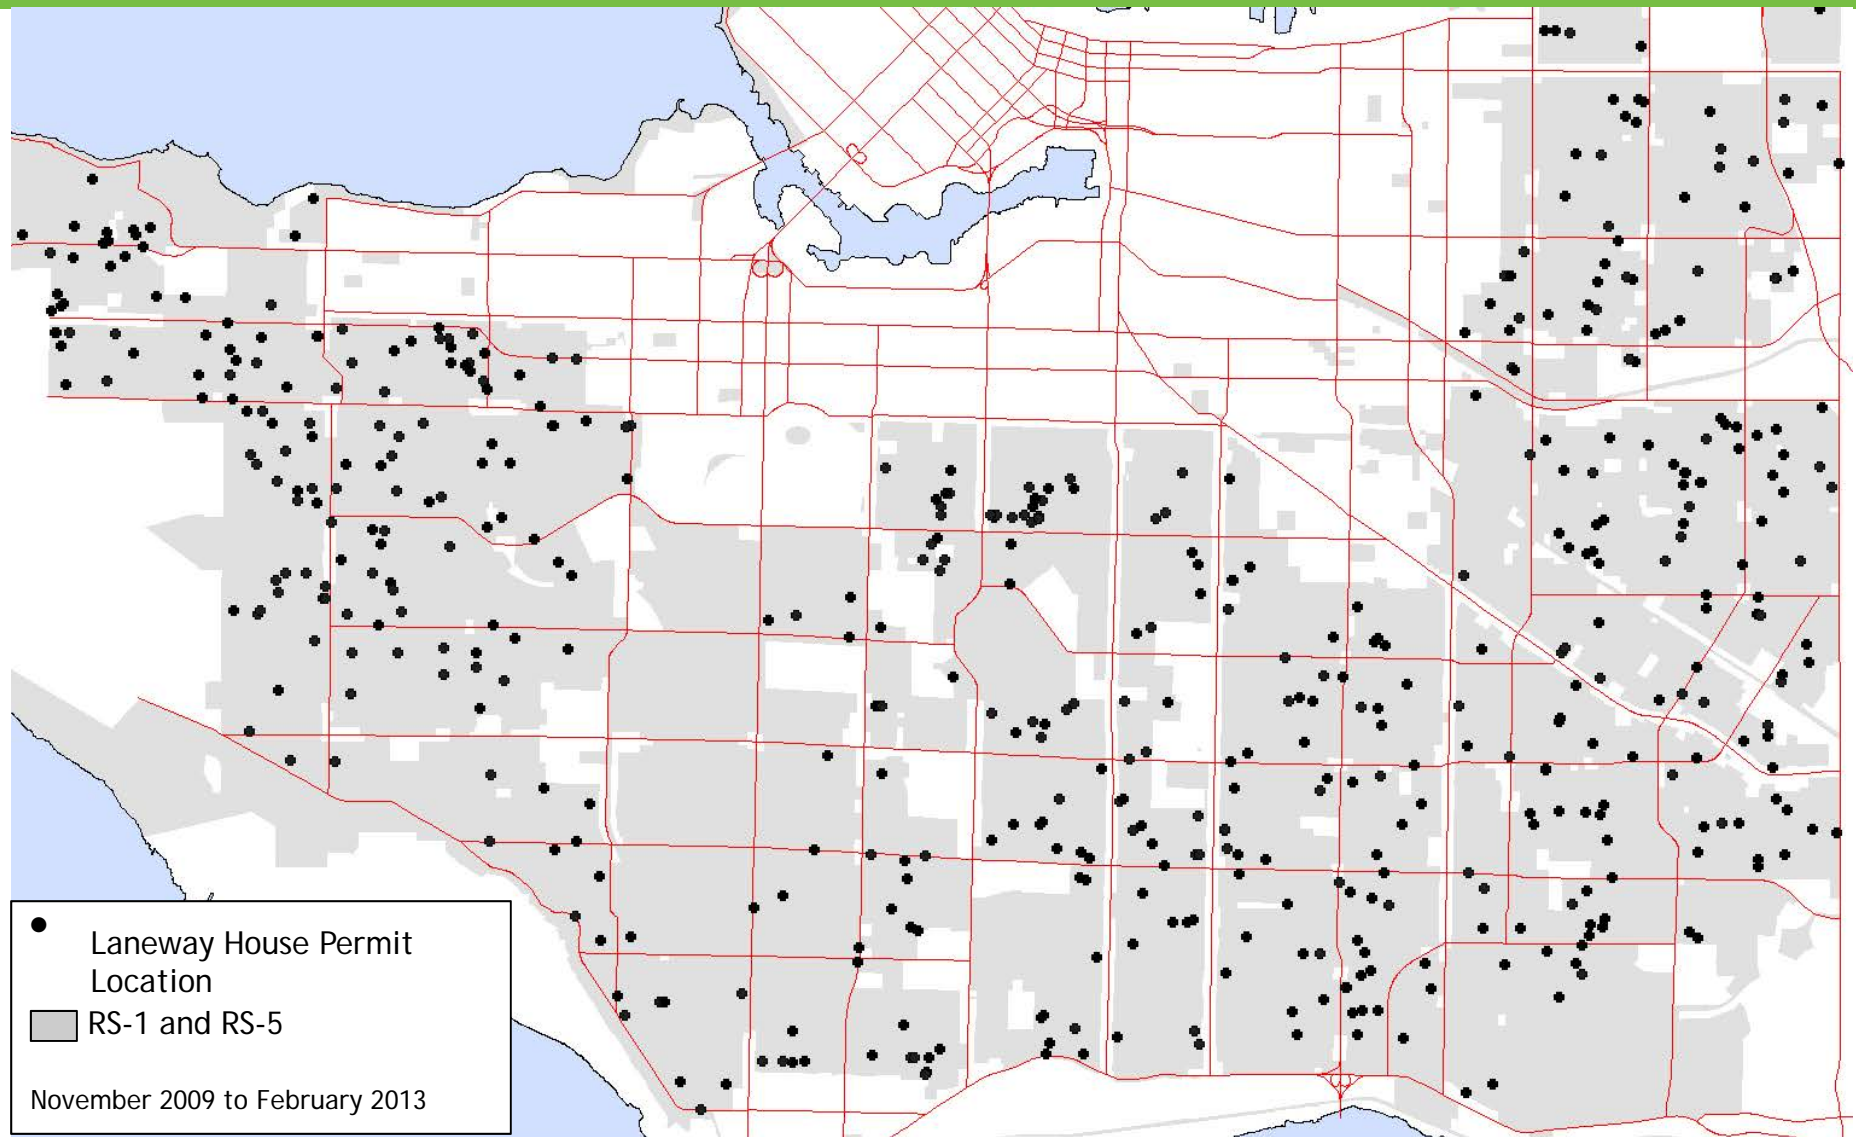 Laneway House Permit
Location
RS-1 and RS-5
November 2009 to February 2013